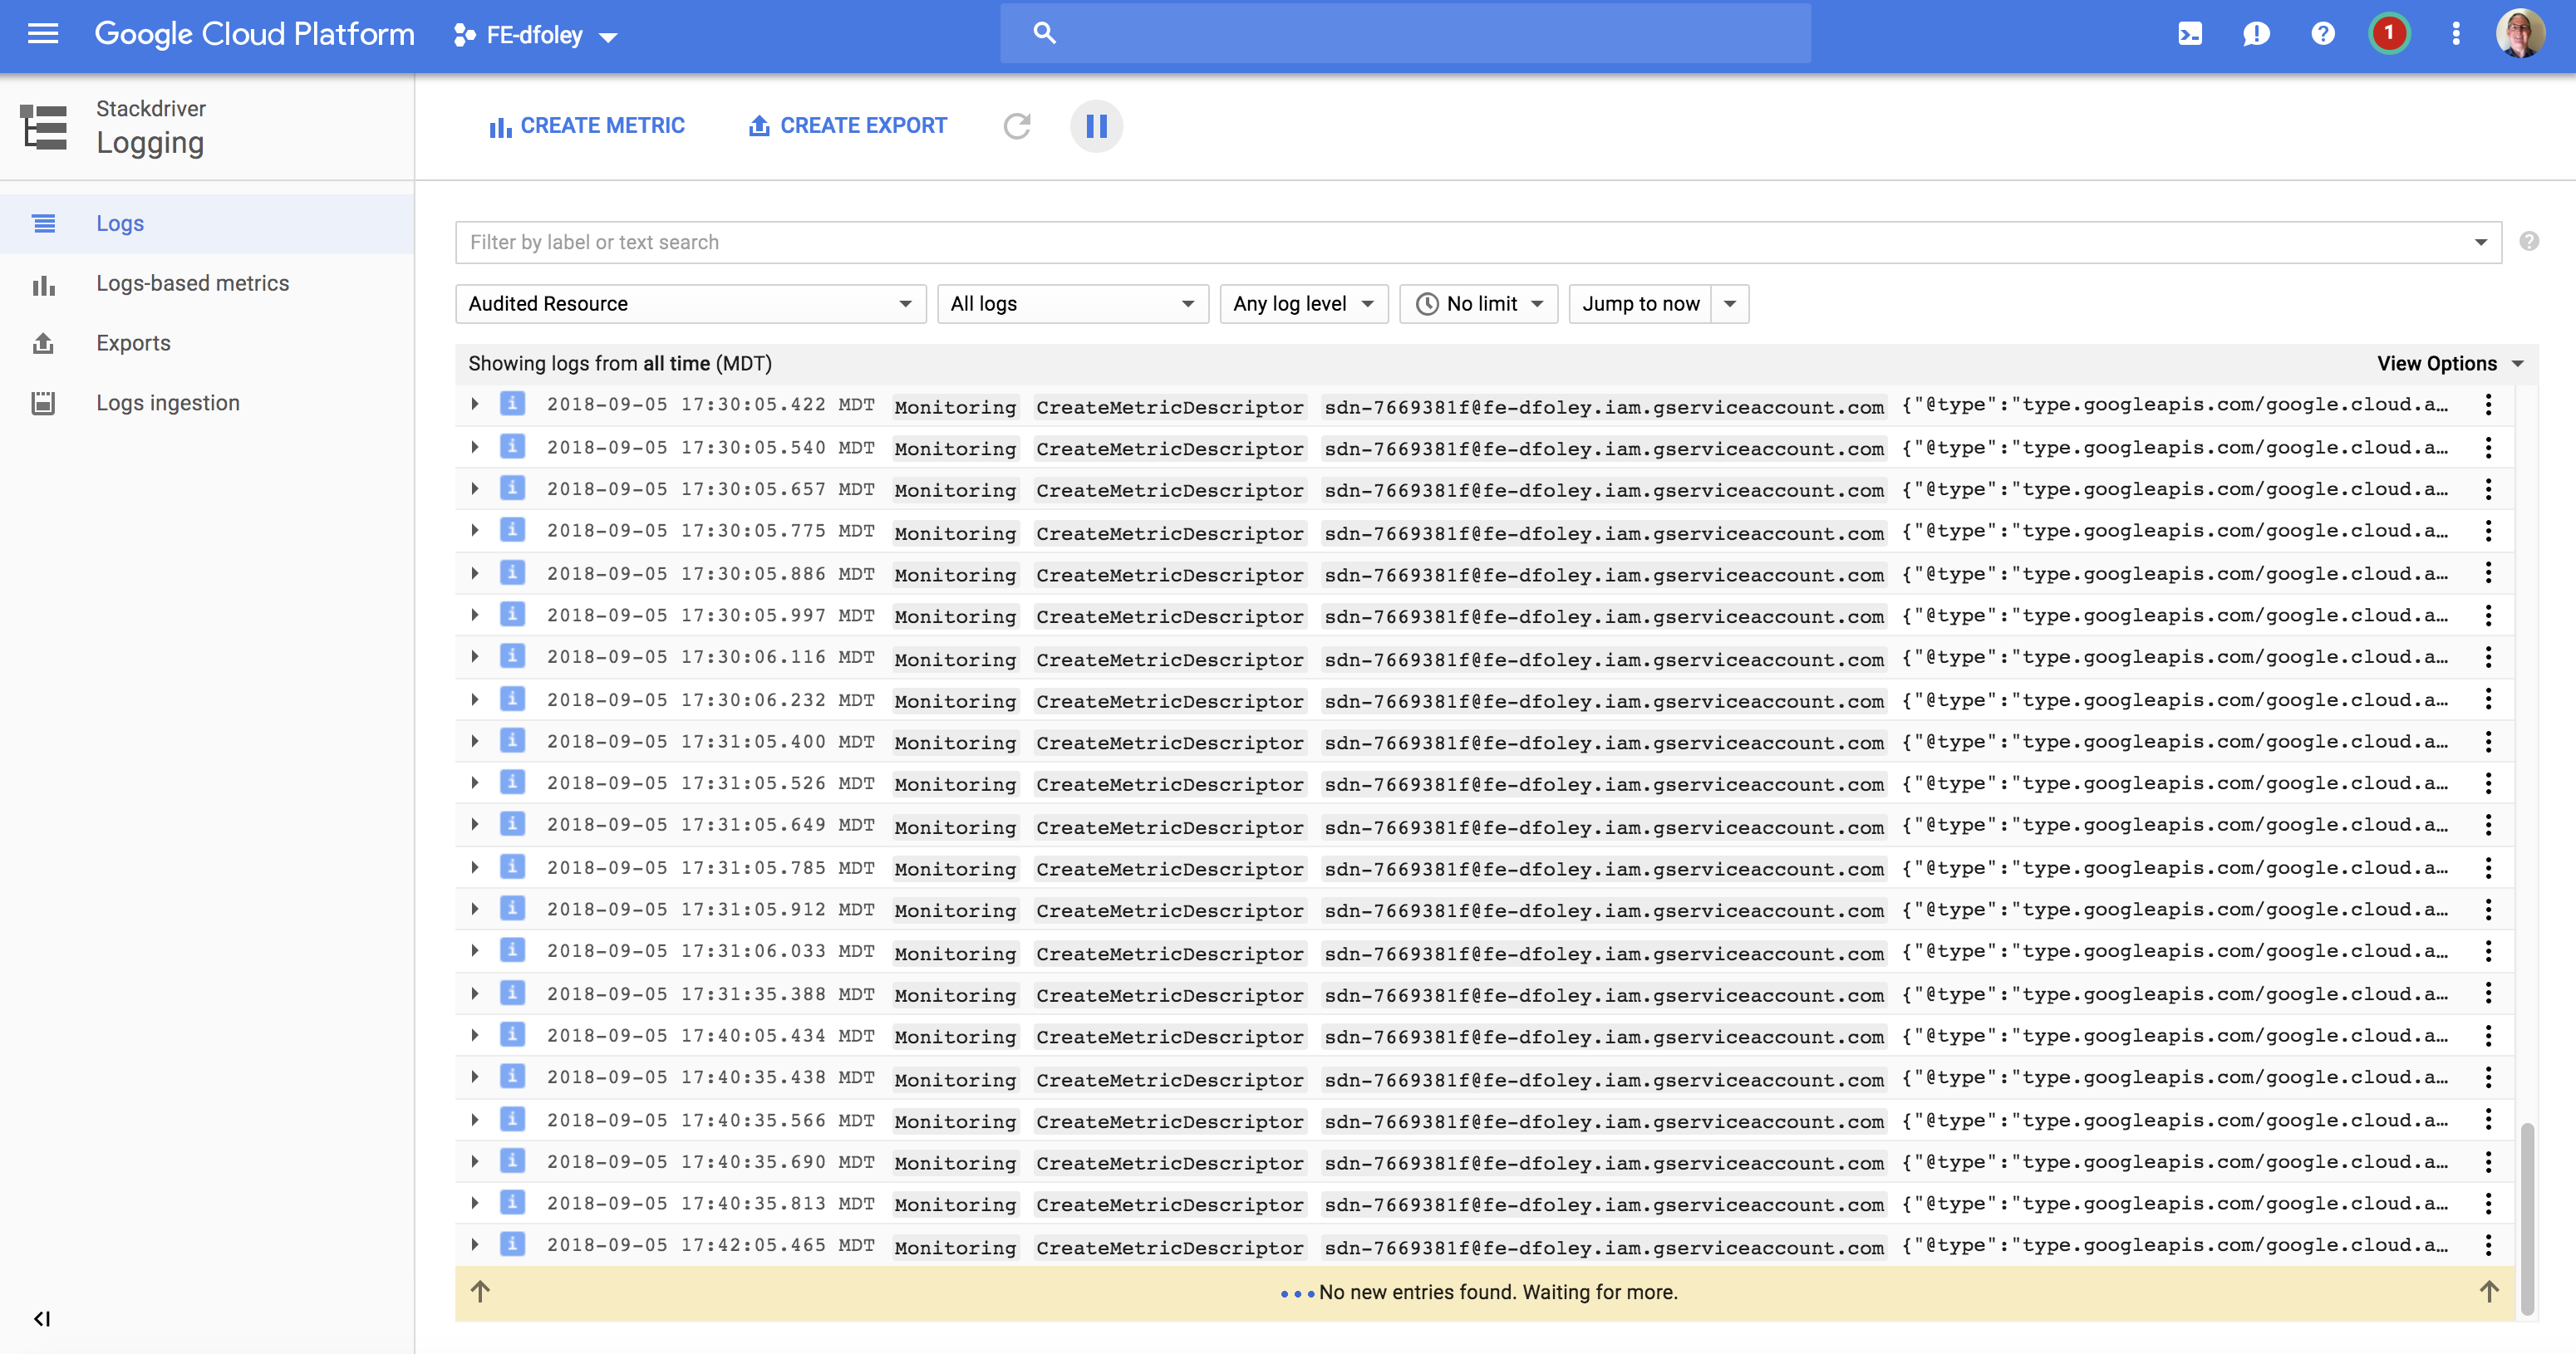 Google Cloud Platform FE-dfoley 1
Stackdriver
Logging
CREATE METRIC CREATE EXPORT
Logs
Logs-based metrics
Exports
Logs ingestion
Filter by label or text search
Audited Resource All logs Any log level No limit Jump to now
Showing logs from all time (MDT) View Options
2018-09-05 17:30:05.422 MDT Monitoring CreateMetricDescriptor sdn-7669381f@fe-dfoley.iam.gserviceaccount.com {"@type":"type.googleapis.com/google.cloud.a…
2018-09-05 17:30:05.540 MDT Monitoring CreateMetricDescriptor sdn-7669381f@fe-dfoley.iam.gserviceaccount.com {"@type":"type.googleapis.com/google.cloud.a…
2018-09-05 17:30:05.657 MDT Monitoring CreateMetricDescriptor sdn-7669381f@fe-dfoley.iam.gserviceaccount.com {"@type":"type.googleapis.com/google.cloud.a…
2018-09-05 17:30:05.775 MDT Monitoring CreateMetricDescriptor sdn-7669381f@fe-dfoley.iam.gserviceaccount.com {"@type":"type.googleapis.com/google.cloud.a…
2018-09-05 17:30:05.886 MDT Monitoring CreateMetricDescriptor sdn-7669381f@fe-dfoley.iam.gserviceaccount.com {"@type":"type.googleapis.com/google.cloud.a…
2018-09-05 17:30:05.997 MDT Monitoring CreateMetricDescriptor sdn-7669381f@fe-dfoley.iam.gserviceaccount.com {"@type":"type.googleapis.com/google.cloud.a…
2018-09-05 17:30:06.116 MDT Monitoring CreateMetricDescriptor sdn-7669381f@fe-dfoley.iam.gserviceaccount.com {"@type":"type.googleapis.com/google.cloud.a…
2018-09-05 17:30:06.232 MDT Monitoring CreateMetricDescriptor sdn-7669381f@fe-dfoley.iam.gserviceaccount.com {"@type":"type.googleapis.com/google.cloud.a…
2018-09-05 17:31:05.400 MDT Monitoring CreateMetricDescriptor sdn-7669381f@fe-dfoley.iam.gserviceaccount.com {"@type":"type.googleapis.com/google.cloud.a…
2018-09-05 17:31:05.526 MDT Monitoring CreateMetricDescriptor sdn-7669381f@fe-dfoley.iam.gserviceaccount.com {"@type":"type.googleapis.com/google.cloud.a…
2018-09-05 17:31:05.649 MDT Monitoring CreateMetricDescriptor sdn-7669381f@fe-dfoley.iam.gserviceaccount.com {"@type":"type.googleapis.com/google.cloud.a…
2018-09-05 17:31:05.785 MDT Monitoring CreateMetricDescriptor sdn-7669381f@fe-dfoley.iam.gserviceaccount.com {"@type":"type.googleapis.com/google.cloud.a…
2018-09-05 17:31:05.912 MDT Monitoring CreateMetricDescriptor sdn-7669381f@fe-dfoley.iam.gserviceaccount.com {"@type":"type.googleapis.com/google.cloud.a…
2018-09-05 17:31:06.033 MDT Monitoring CreateMetricDescriptor sdn-7669381f@fe-dfoley.iam.gserviceaccount.com {"@type":"type.googleapis.com/google.cloud.a…
2018-09-05 17:31:35.388 MDT Monitoring CreateMetricDescriptor sdn-7669381f@fe-dfoley.iam.gserviceaccount.com {"@type":"type.googleapis.com/google.cloud.a…
2018-09-05 17:40:05.434 MDT Monitoring CreateMetricDescriptor sdn-7669381f@fe-dfoley.iam.gserviceaccount.com {"@type":"type.googleapis.com/google.cloud.a…
2018-09-05 17:40:35.438 MDT Monitoring CreateMetricDescriptor sdn-7669381f@fe-dfoley.iam.gserviceaccount.com {"@type":"type.googleapis.com/google.cloud.a…
2018-09-05 17:40:35.566 MDT Monitoring CreateMetricDescriptor sdn-7669381f@fe-dfoley.iam.gserviceaccount.com {"@type":"type.googleapis.com/google.cloud.a…
2018-09-05 17:40:35.690 MDT Monitoring CreateMetricDescriptor sdn-7669381f@fe-dfoley.iam.gserviceaccount.com {"@type":"type.googleapis.com/google.cloud.a…
2018-09-05 17:40:35.813 MDT Monitoring CreateMetricDescriptor sdn-7669381f@fe-dfoley.iam.gserviceaccount.com {"@type":"type.googleapis.com/google.cloud.a…
2018-09-05 17:42:05.465 MDT Monitoring CreateMetricDescriptor sdn-7669381f@fe-dfoley.iam.gserviceaccount.com {"@type":"type.googleapis.com/google.cloud.a…
No new entries found. Waiting for more.